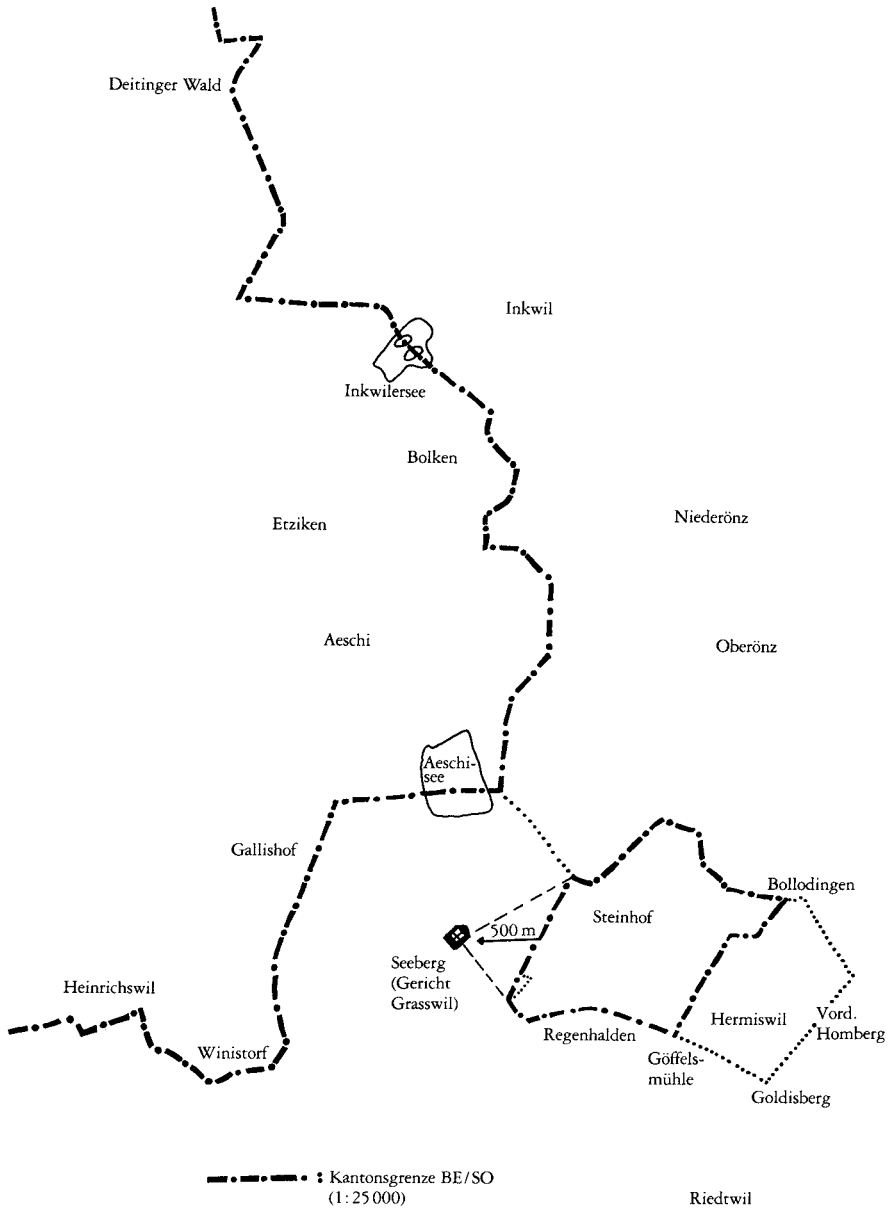 Deitinger Wald
Inkwil
Inkwilersee
Bolken
Etziken
Niederönz
Aeschi
Oberönz
Aeschi-
see
Gallishof
Bollodingen
Steinhof
500 m
Seeberg
(Gericht
Grasswil)
Heinrichswil
Hermiswil
Vord.
Homberg
Regenhalden
Winistorf
Göffels-
mühle
Goldisberg
Kantonsgrenze BE/SO
(1:25 000)
Riedtwil